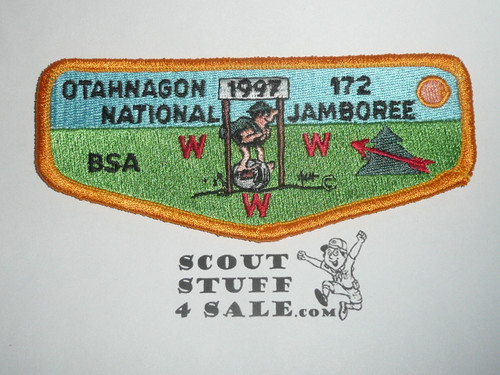 OTAHNAGON 1997 172
NATIONAL JAMBOREE
BSA
W W
W
©
SCOUT
STUFF
4 SALE.com